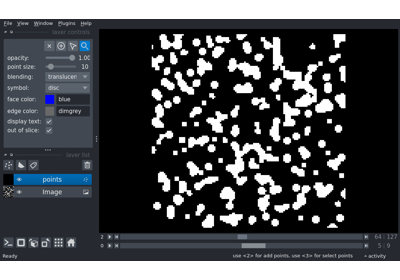 File View Window Plugins Help
layer controls
opacity: 1.00
point size: 10
blending: translucen
symbol: disc
face color: blue
edge color: dimgrey
display text:
out of slice:
layer list
points
Image
2 64 127
0 5 9
Ready use <2> for add points, use <3> for select points activity